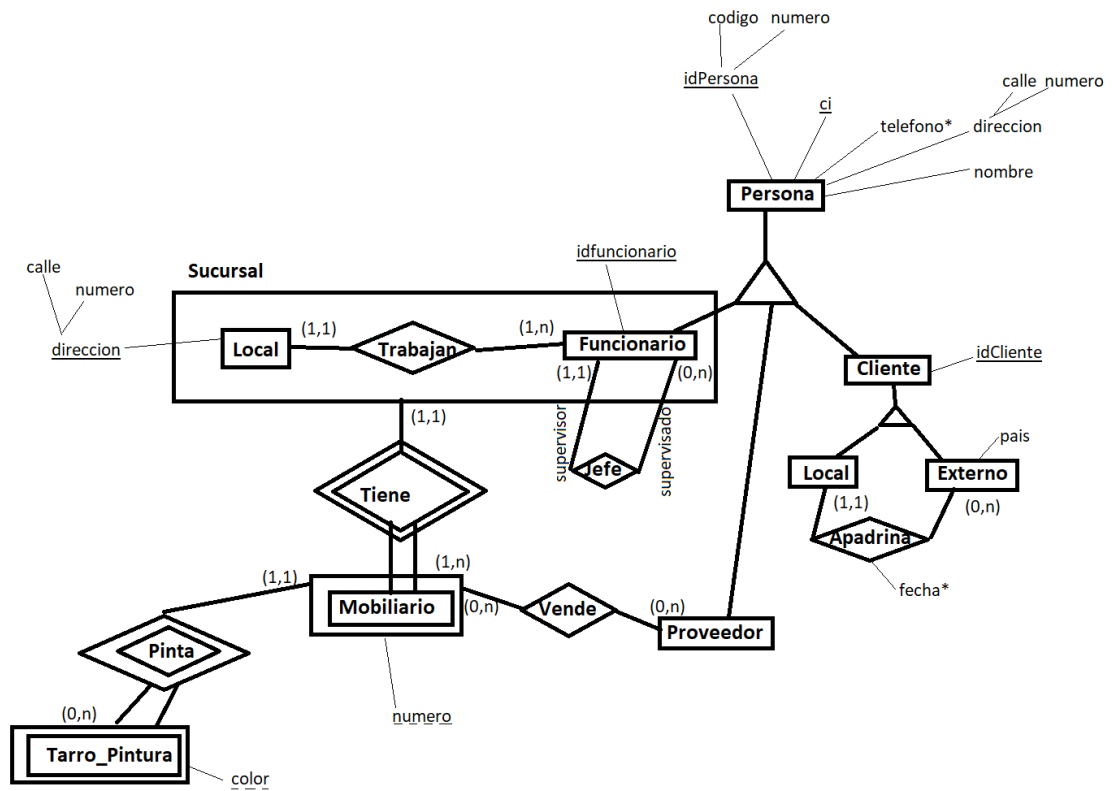 codigo numero
idPersona
ci
calle numero
telefono* direccion
nombre
Persona
idfuncionario
Sucursal
calle
numero
direccion
Local
(1,1)
Trabajan
(1,n)
Funcionario
(1,1)
(0,n)
supervisor
supervisado
Jefe
idCliente
Cliente
pais
Local
Externo
(1,1)
(0,n)
Apadrina
fecha*
(1,1)
Tiene
(1,n)
(1,1)
Mobiliario
(0,n)
Vende
(0,n)
Proveedor
Pinta
numero
(0,n)
Tarro_Pintura
color